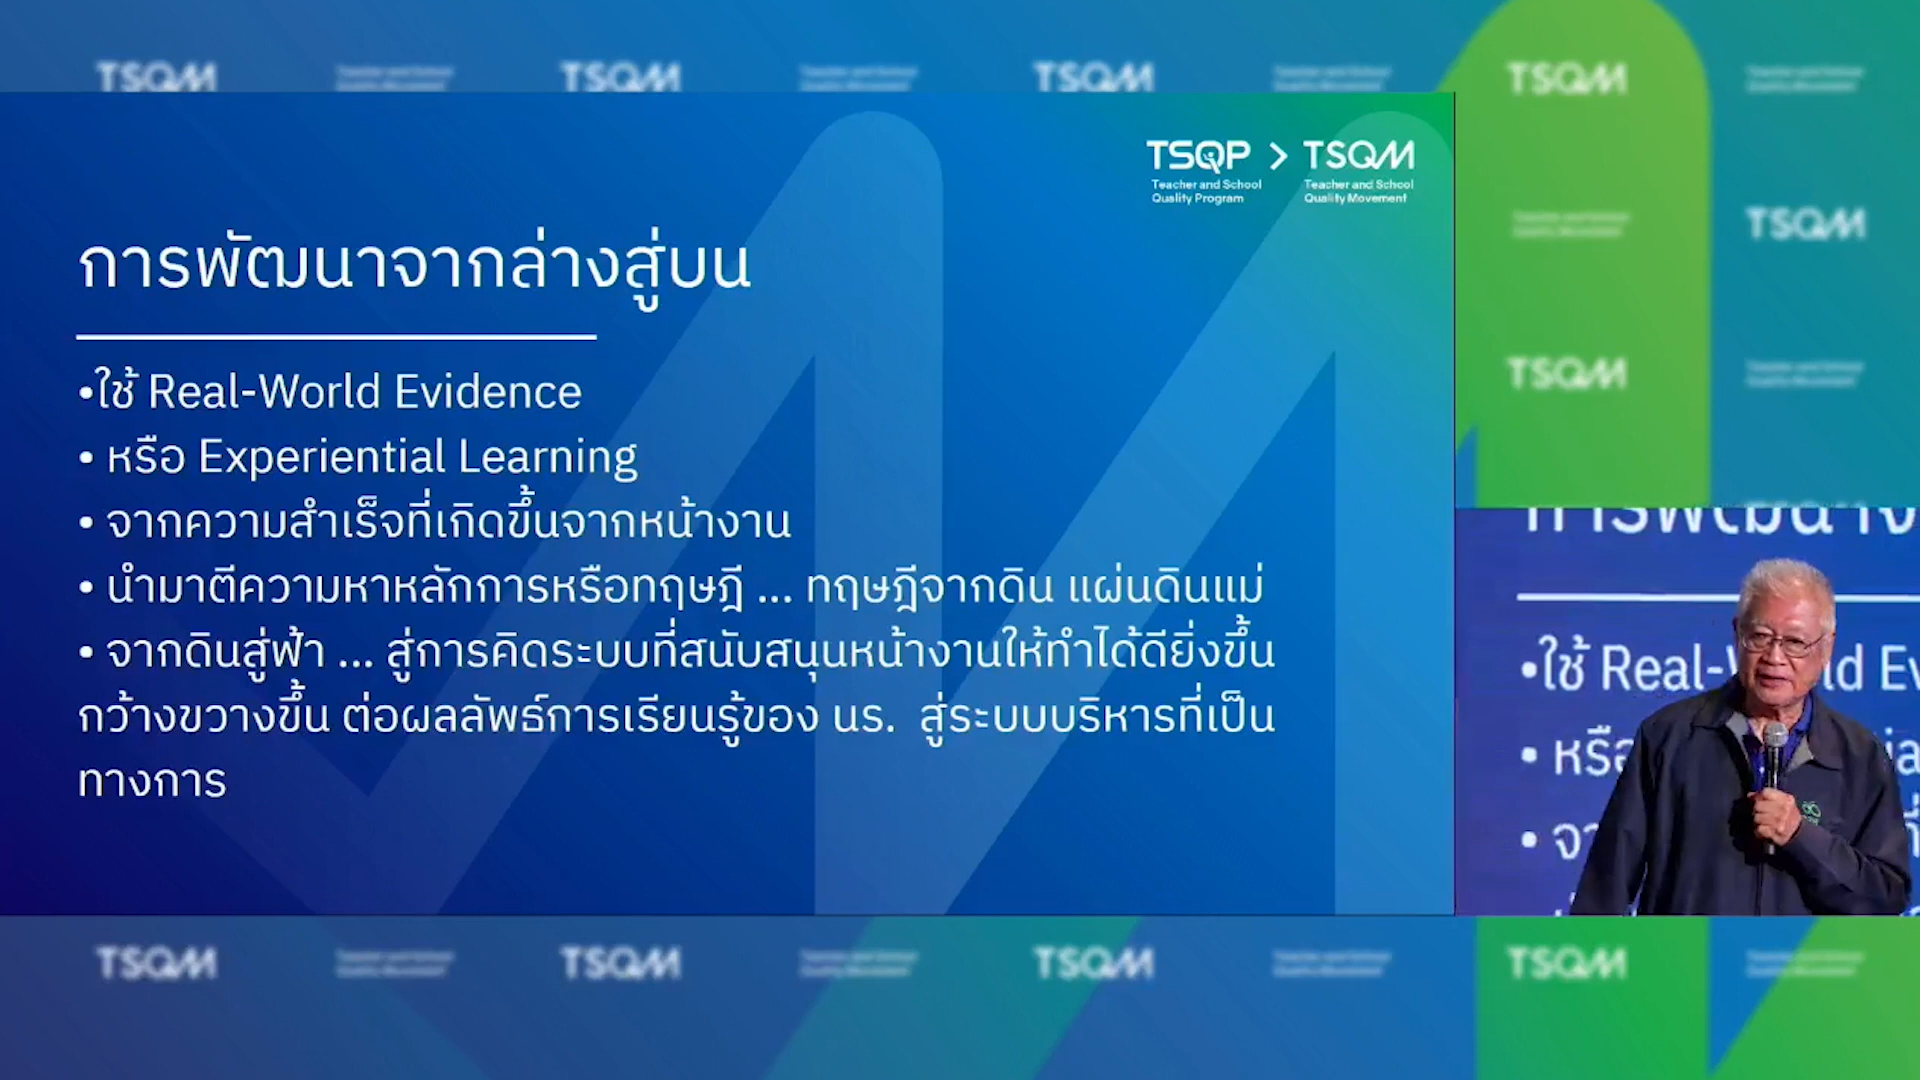 TSQM
TSQM
TSQM
TSQM
TSQP > TSQM
Teacher and School Teacher and School
Quality Program Quality Movement
การพัฒนาจากล่างสู่บน
•ใช้ Real-World Evidence
• หรือ Experiential Learning
• จากความสำเร็จที่เกิดขึ้นจากหน้างาน
• นำมาตีความหาหลักการหรือทฤษฎี ... ทฤษฎีจากดิน แผ่นดินแม่
• จากดินสู่ฟ้า ... สู่การคิดระบบที่สนับสนุนหน้างานให้ทำได้ดียิ่งขึ้น
กว้างขวางขึ้น ต่อผลลัพธ์การเรียนรู้ของ นร. สู่ระบบบริหารที่เป็น
ทางการ
TSQM
TSQM
•ใช้ Real-
• 
TSQM
TSQM
TSQM
TSQM